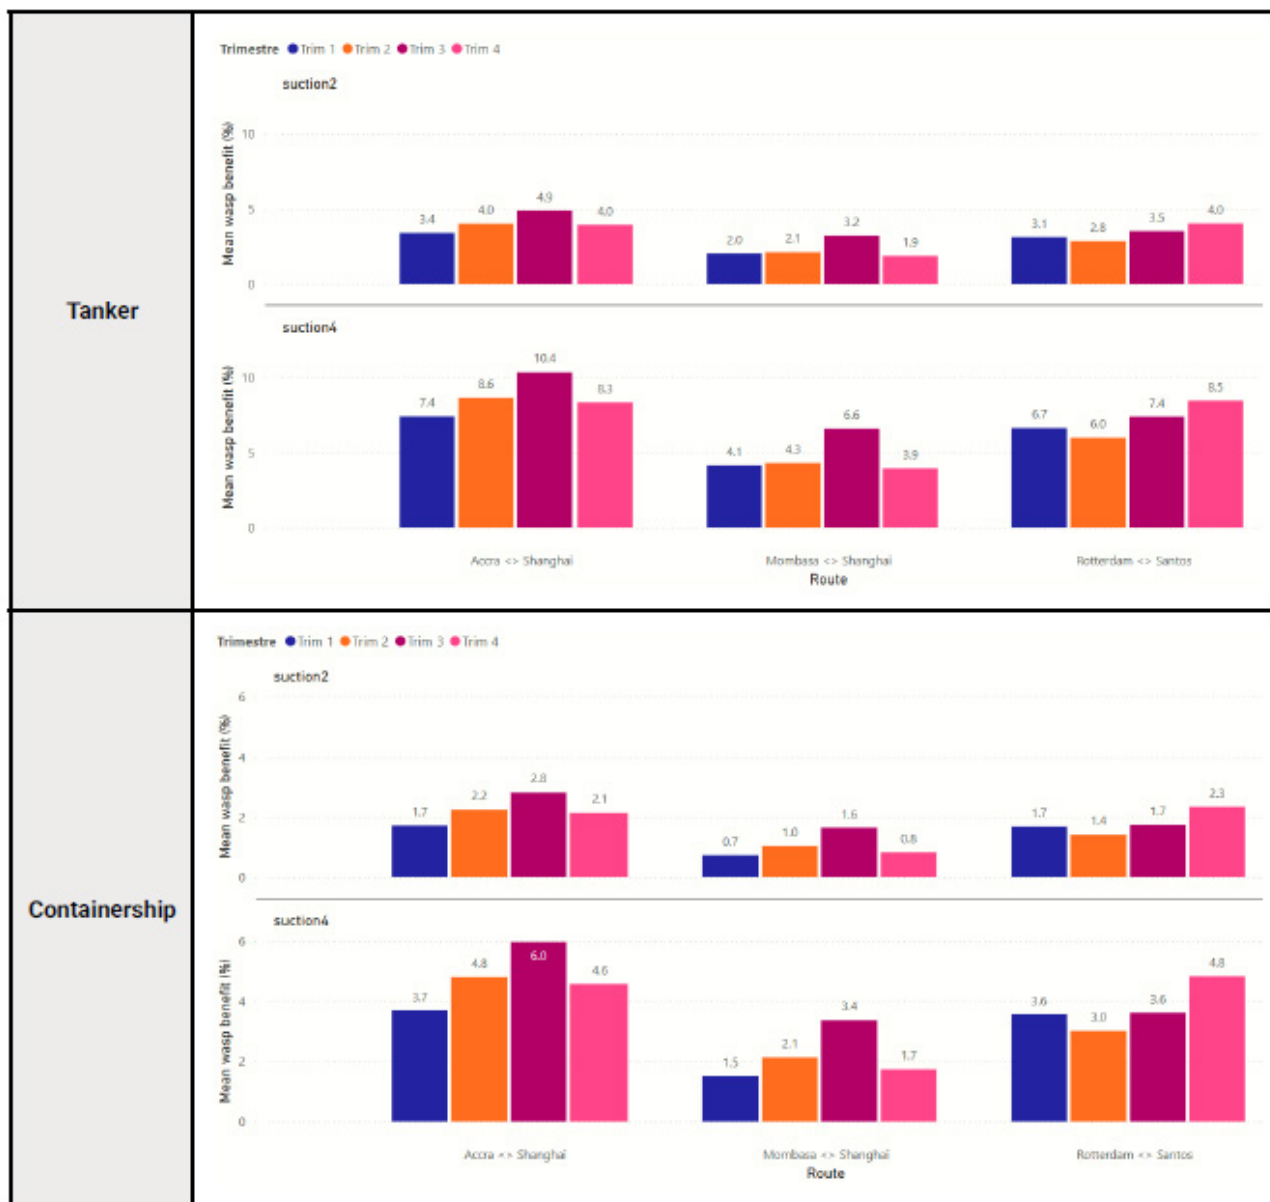 Tanker
Trimestre Trim 1 Trim 2 Trim 3 Trim 4
suction2
Mean wasp benefit (%)
10
5
0
3.4 4.0 4.9 4.0 2.0 2.1 3.2 1.9 3.1 2.8 3.5 4.0
suction4
Mean wasp benefit (%)
10
5
0
7.4 8.6 10.4 8.3 4.1 4.3 6.6 3.9 6.7 6.0 7.4 8.5
Accra <> Shanghai Mombasa <> Shanghai Rotterdam <> Santos
Route
Containership
Trimestre Trim 1 Trim 2 Trim 3 Trim 4
suction2
Mean wasp benefit (%)
6
4
2
0
1.7 2.2 2.8 2.1 0.7 1.0 1.6 0.8 1.7 1.4 1.7 2.3
suction4
Mean wasp benefit (%)
6
4
2
0
3.7 4.8 6.0 4.6 1.5 2.1 3.4 1.7 3.6 3.0 3.6 4.8
Accra <> Shanghai Mombasa <> Shanghai Rotterdam <> Santos
Route